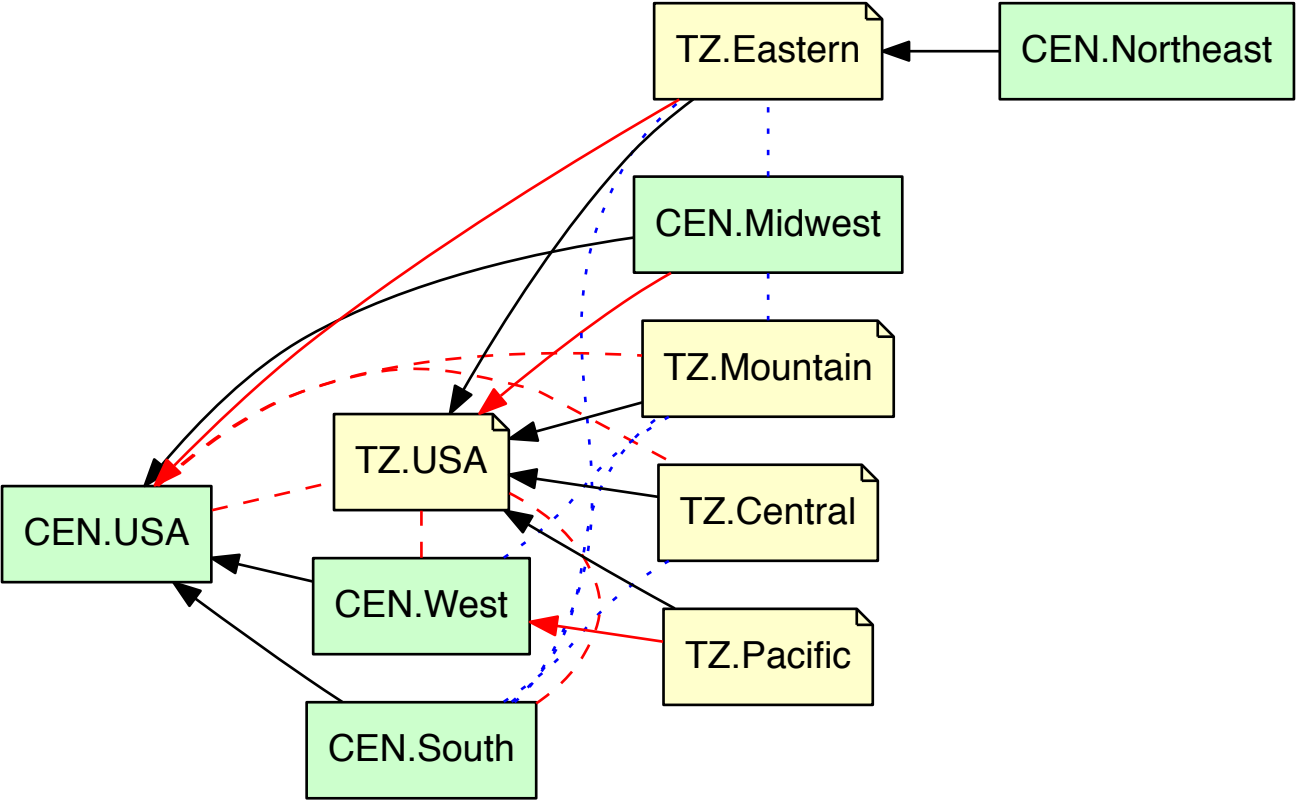 TZ.Eastern
CEN.Northeast
CEN.Midwest
TZ.Mountain
TZ.USA
TZ.Central
CEN.USA
CEN.West
TZ.Pacific
CEN.South